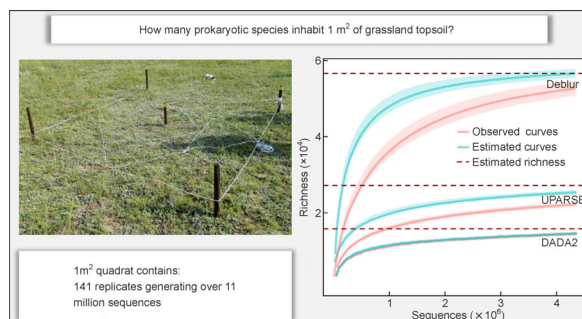 How many prokaryotic species inhabit 1 m² of grassland topsoil?
6
4
2
Richness (×10⁴)
Deblur
Observed curves
Estimated curves
Estimated richness
UPARSE
DADA2
1
2
3
4
Sequences (×10⁶)
1m² quadrat contains:
141 replicates generating over 11
million sequences